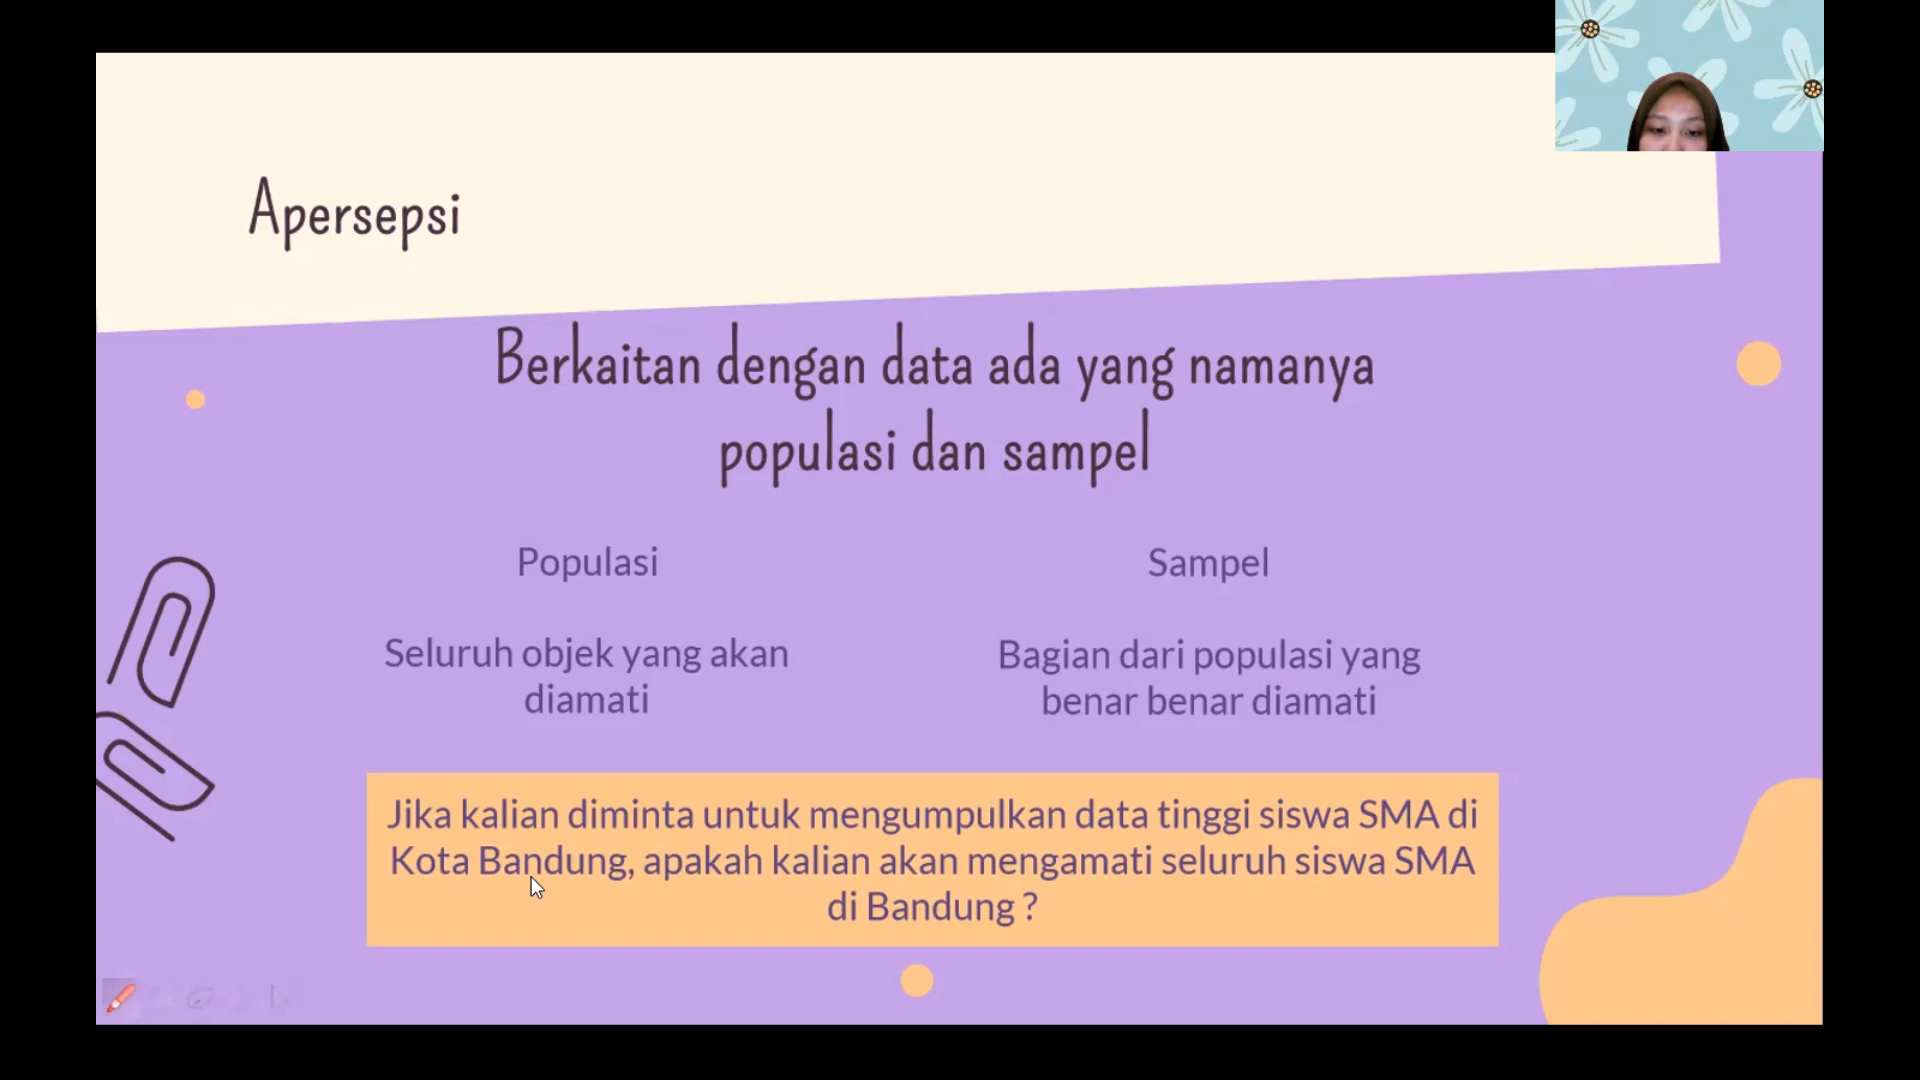 Apersepsi
Berkaitan dengan data ada yang namanya
populasi dan sampel
Populasi
Seluruh objek yang akan
diamati
Sampel
Bagian dari populasi yang
benar benar diamati
Jika kalian diminta untuk mengumpulkan data tinggi siswa SMA di
Kota Bandung, apakah kalian akan mengamati seluruh siswa SMA
di Bandung ?